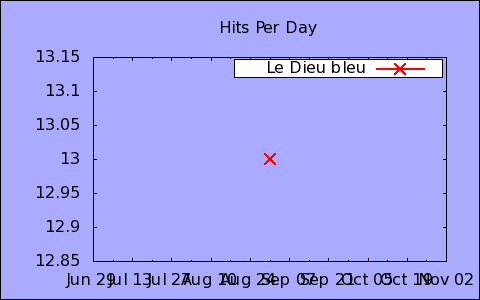 Hits Per Day
Le Dieu bleu
13.15
13.1
13.05
13
12.95
12.9
12.85
Jun 29 Jul 13 Jul 27 Aug 10 Aug 24 Sep 07 Sep 21 Oct 05 Oct 19 Nov 02